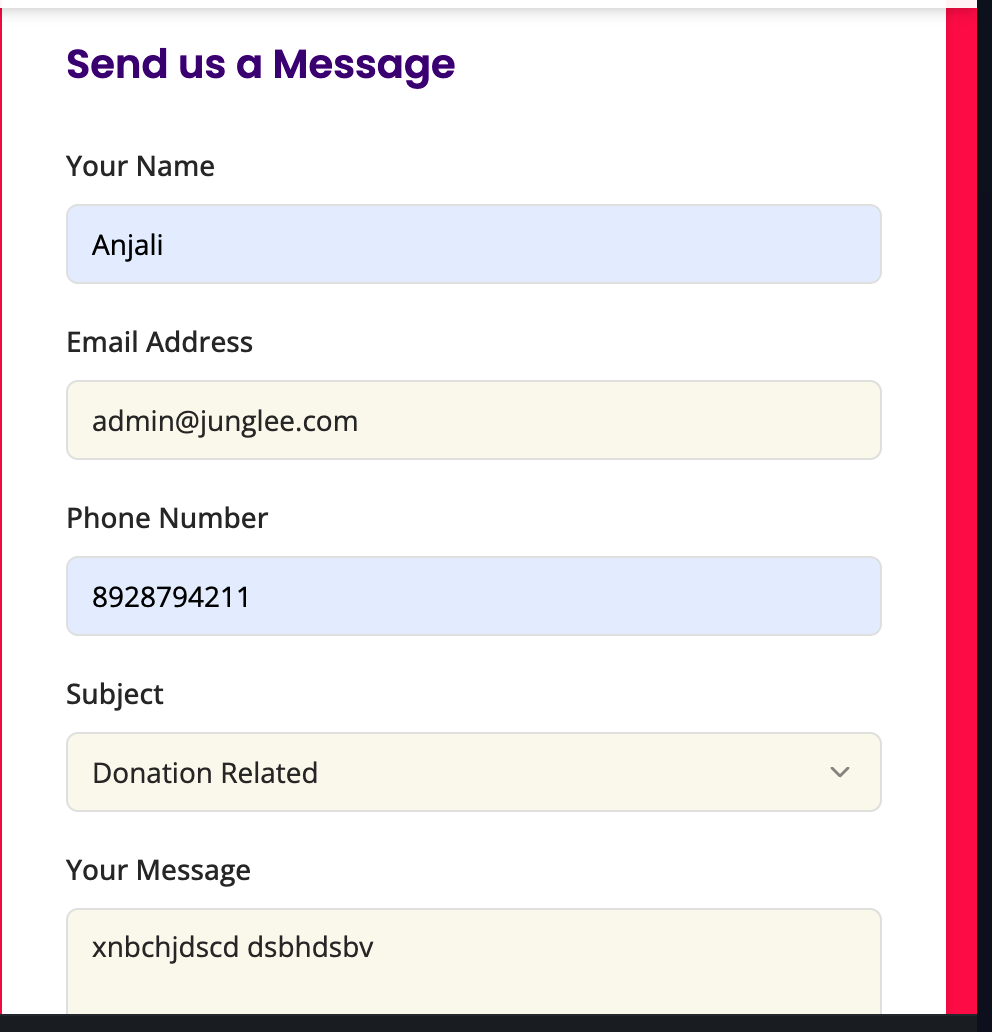 Send us a Message
Your Name
Anjali
Email Address
admin@junglee.com
Phone Number
8928794211
Subject
Donation Related
Your Message
xnbchjdscd dsbhdsbv